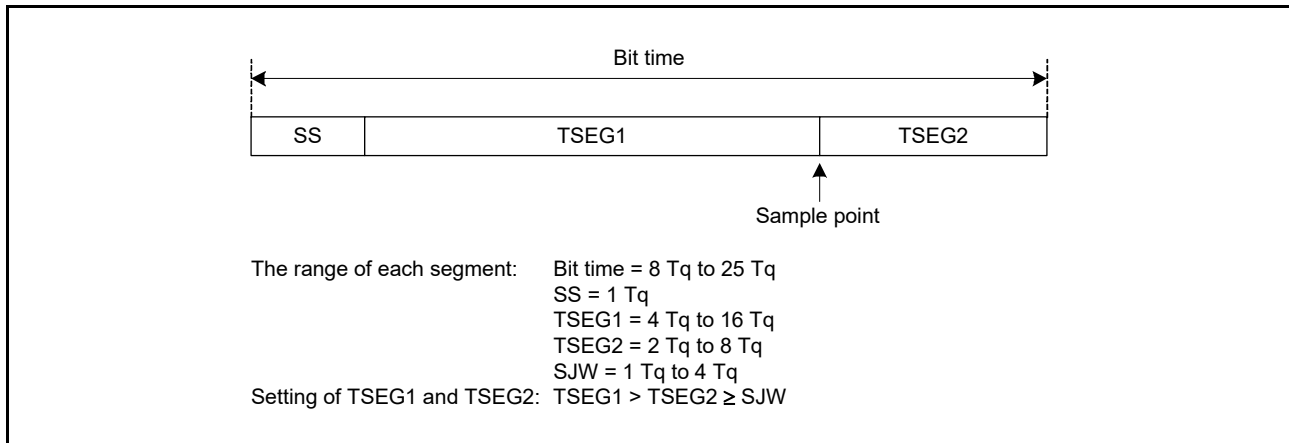 Bit time
SS TSEG1 TSEG2
Sample point
The range of each segment: Bit time = 8 Tq to 25 Tq
SS = 1 Tq
TSEG1 = 4 Tq to 16 Tq
TSEG2 = 2 Tq to 8 Tq
SJW = 1 Tq to 4 Tq
Setting of TSEG1 and TSEG2: TSEG1 > TSEG2 ≥ SJW